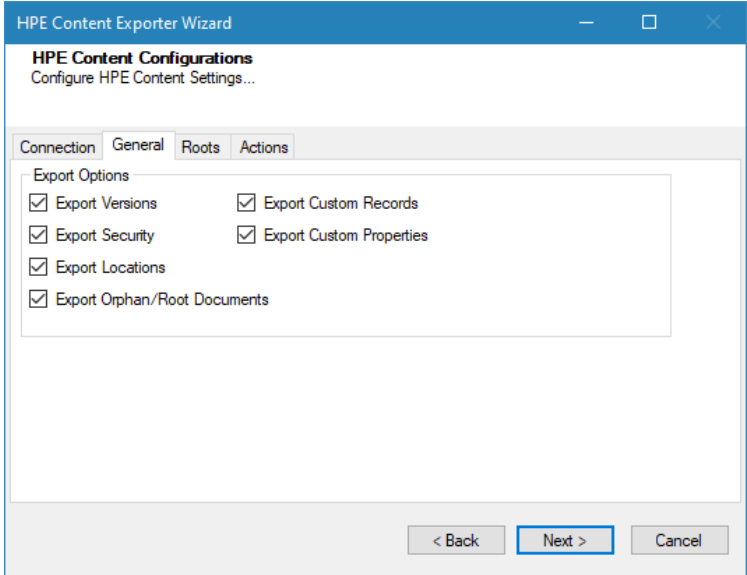 HPE Content Exporter Wizard
HPE Content Configurations
Configure HPE Content Settings...
Connection General Roots Actions
Export Options
Export Versions Export Custom Records
Export Security Export Custom Properties
Export Locations
Export Orphan/Root Documents
< Back Next > Cancel